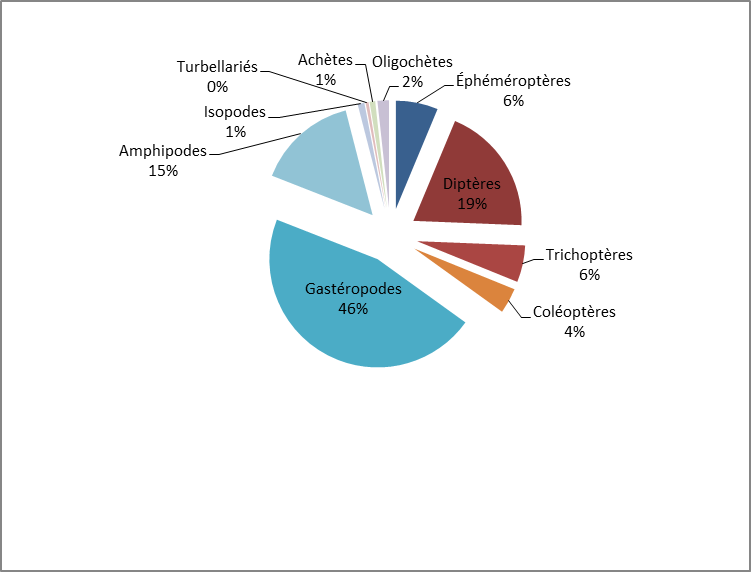 Turbellariés
0%
Achètes
1%
Oligochètes
2%
Éphéméroptères
6%
Isopodes
1%
Amphipodes
15%
Diptères
19%
Trichoptères
6%
Gastéropodes
46%
Coléoptères
4%